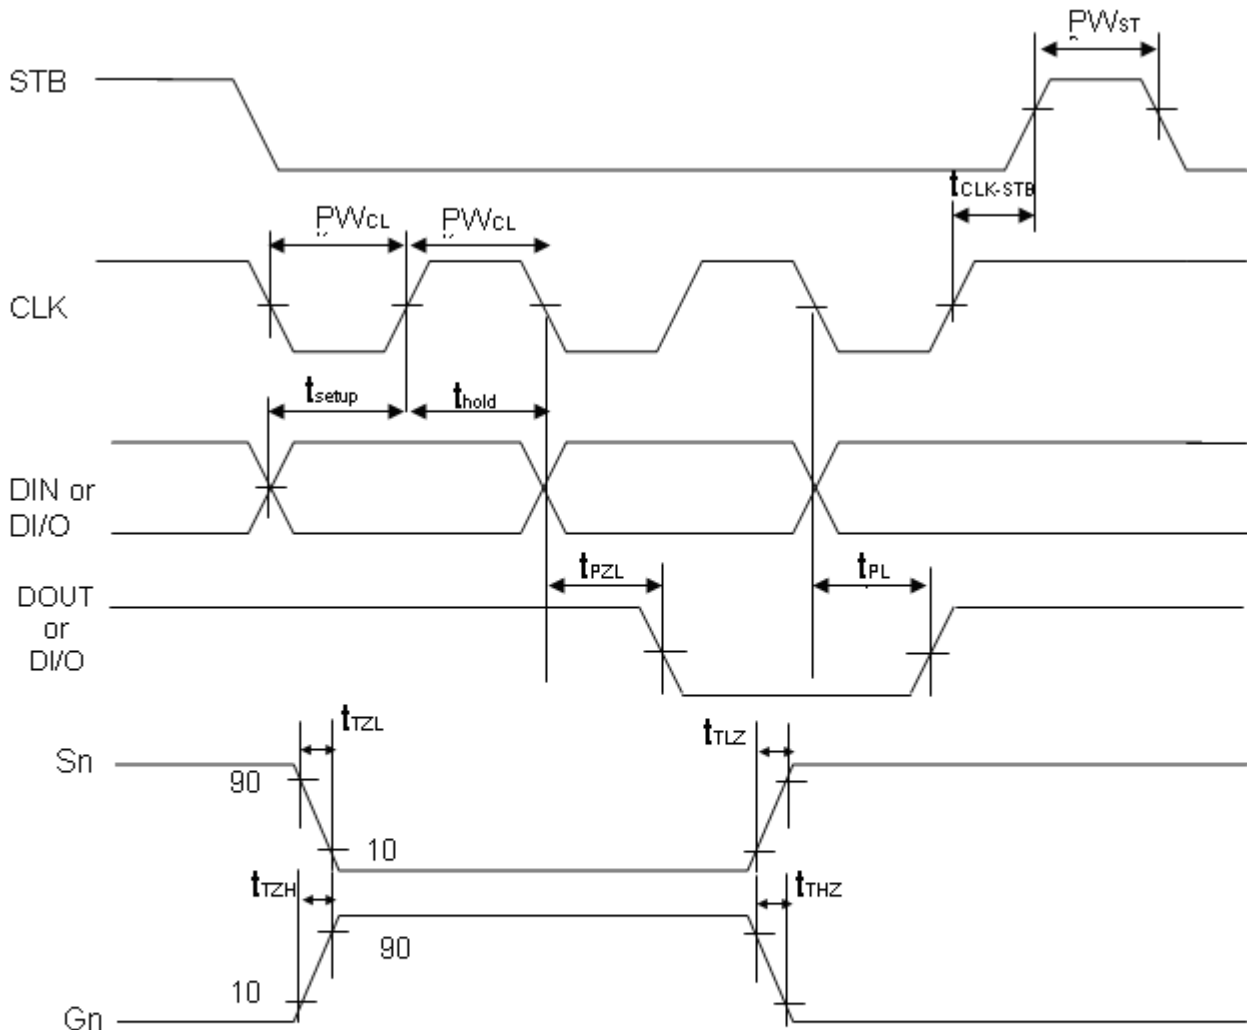 PWST
STB
tCLK-STB
PWCL
PWCL
CLK
tsetup
thold
DIN or
DI/O
tPZL
tPL
DOUT
or
DI/O
tTZL
tTLZ
Sn
90
10
tTZH
tTHZ
90
10
Gn